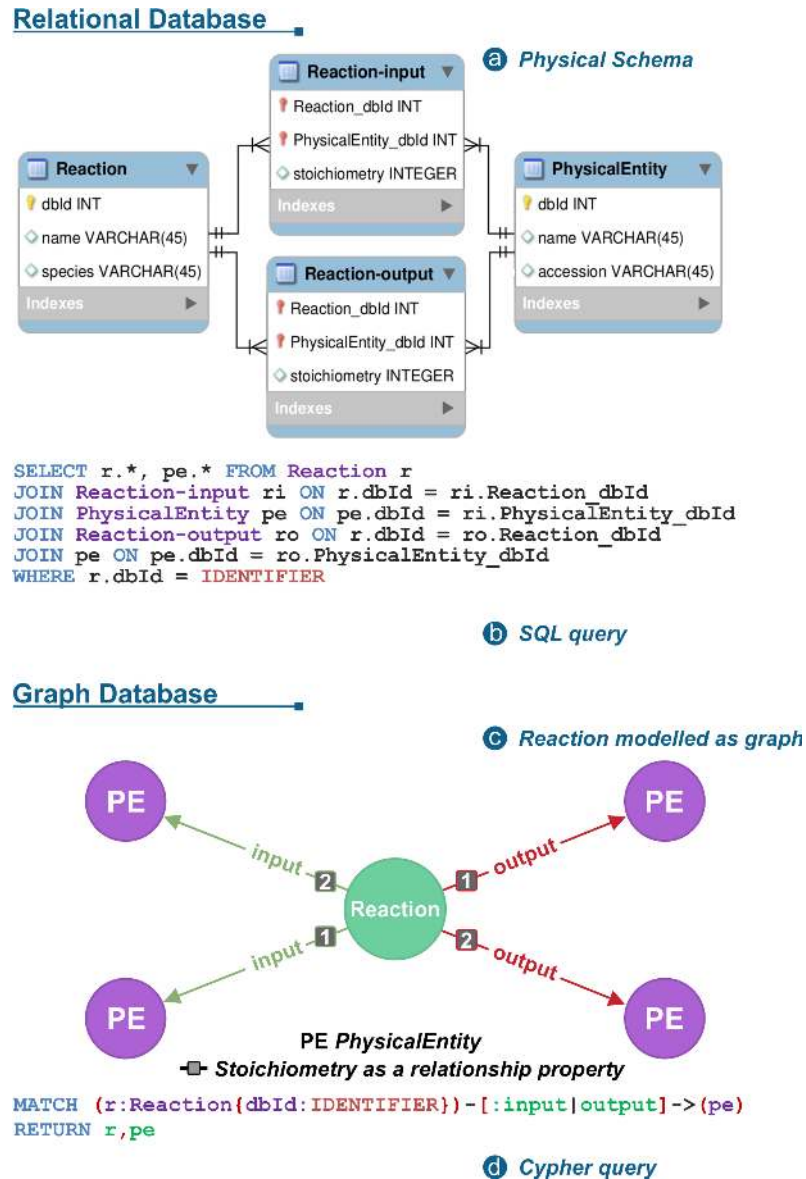 Relational Database
a Physical Schema
Reaction-input
Reaction_dbId INT
PhysicalEntity_dbId INT
stoichiometry INTEGER
Indexes
Reaction
dbId INT
name VARCHAR(45)
species VARCHAR(45)
Indexes
PhysicalEntity
dbId INT
name VARCHAR(45)
accession VARCHAR(45)
Indexes
Reaction-output
Reaction_dbId INT
PhysicalEntity_dbId INT
stoichiometry INTEGER
Indexes
SELECT r.*, pe.* FROM Reaction r
JOIN Reaction-input ri ON r.dbId = ri.Reaction_dbId
JOIN PhysicalEntity pe ON pe.dbId = ri.PhysicalEntity_dbId
JOIN Reaction-output ro ON r.dbId = ro.Reaction_dbId
JOIN pe ON pe.dbId = ro.PhysicalEntity_dbId
WHERE r.dbId = IDENTIFIER
b SQL query
Graph Database
c Reaction modelled as graph
PE
PE
input
output
2
1
Reaction
1
2
input
output
PE
PE
PE PhysicalEntity
Stoichiometry as a relationship property
MATCH (r:Reaction{dbId:IDENTIFIER})-[:input|output]->(pe)
RETURN r,pe
d Cypher query